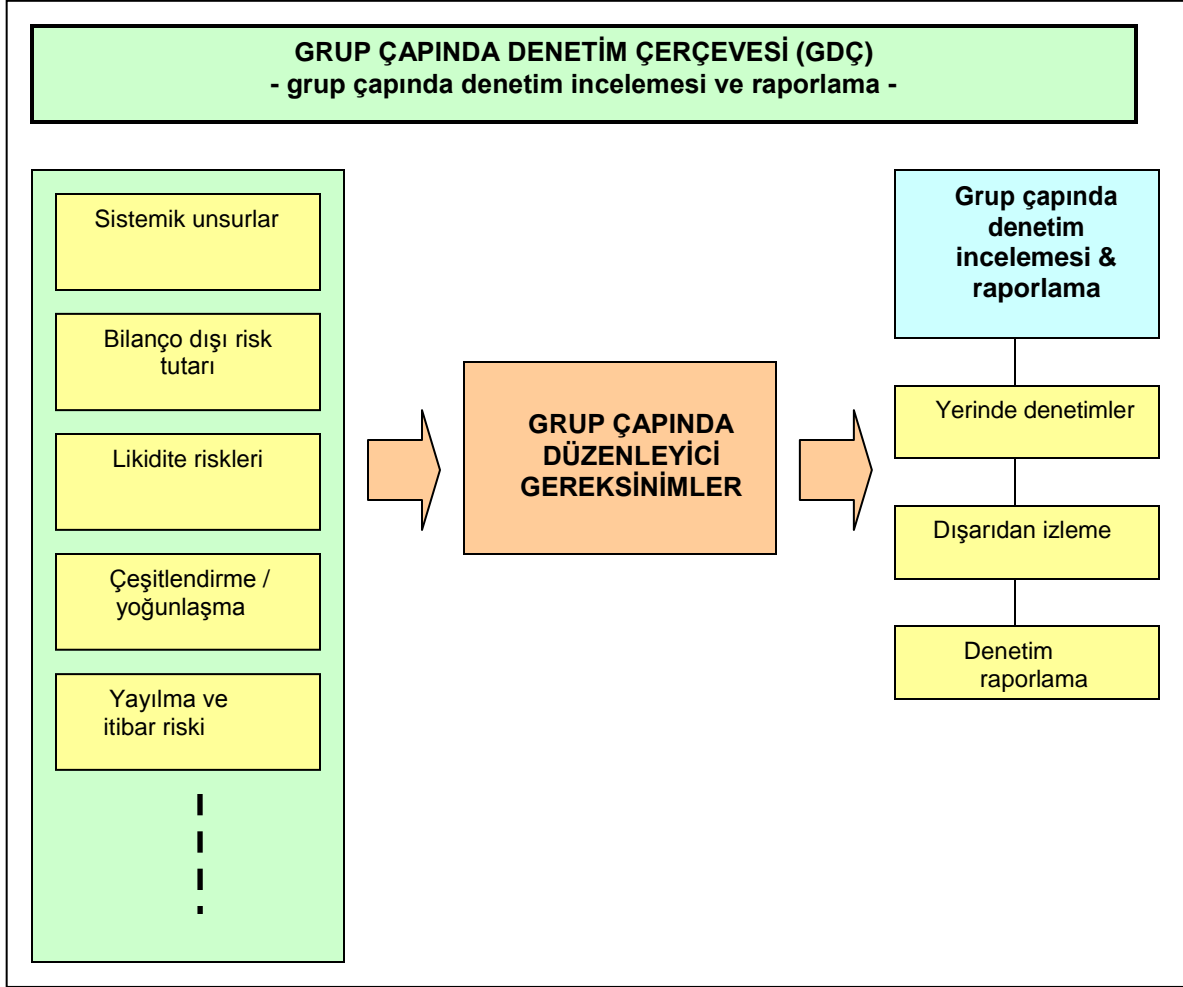 GRUP ÇAPINDA DENETİM ÇERÇEVESİ (GDÇ)
- grup çapında denetim incelemesi ve raporlama -
Sistemik unsurlar
Bilanço dışı risk
tutarı
Likidite riskleri
Çeşitlendirme /
yoğunlaşma
Yayılma ve
itibar riski
GRUP ÇAPINDA
DÜZENLEYİCİ
GEREKSİNİMLER
Grup çapında
denetim
incelemesi &
raporlama
Yerinde denetimler
Dışarıdan izleme
Denetim
raporlama